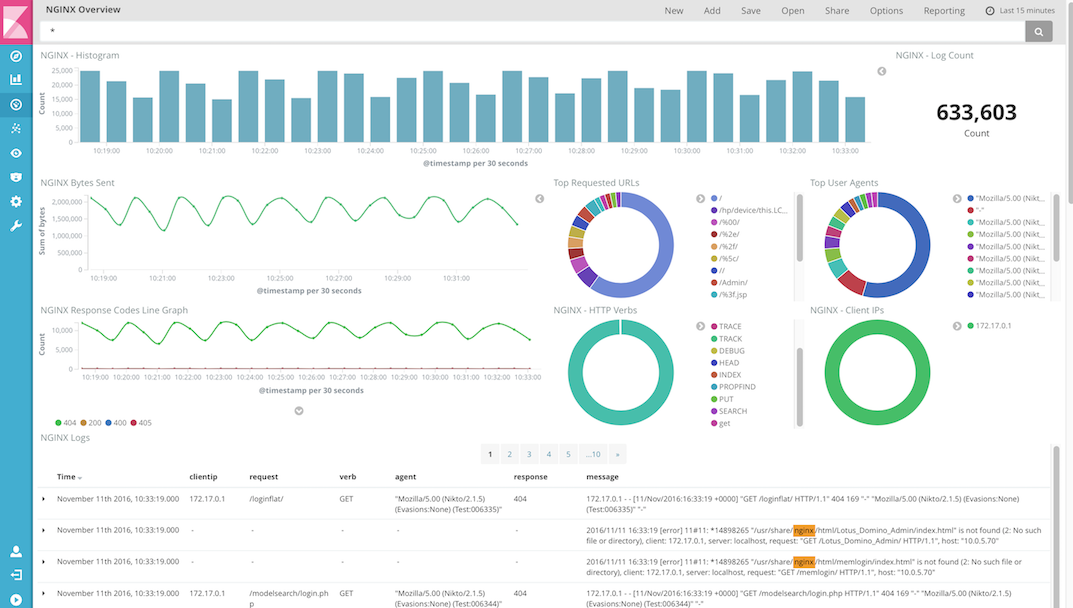 NGINX Overview
New Add Save Open Share Options Reporting Last 15 minutes
*
NGINX - Histogram
NGINX - Log Count
Count
25,000
20,000
15,000
10,000
5,000
0
10:19:00 10:20:00 10:21:00 10:22:00 10:23:00 10:24:00 10:25:00 10:26:00 10:27:00 10:28:00 10:29:00 10:30:00 10:31:00 10:32:00 10:33:00
@timestamp per 30 seconds
633,603
Count
NGINX Bytes Sent
Sum of bytes
2,000,000
1,500,000
1,000,000
500,000
0
10:19:00 10:21:00 10:23:00 10:25:00 10:27:00 10:29:00 10:31:00
@timestamp per 30 seconds
Top Requested URLs
/
/hp/device/this.LC...
/%00/
/%2e/
/%2f/
/%5c/
//
/Admin/
/%3f.jsp
Top User Agents
"Mozilla/5.00 (Nikt...
"-"
"Mozilla/5.00 (Nikt...
"Mozilla/5.00 (Nikt...
"Mozilla/5.00 (Nikt...
"Mozilla/5.00 (Nikt...
"Mozilla/5.00 (Nikt...
"Mozilla/5.00 (Nikt...
"Mozilla/5.00 (Nikt...
NGINX Response Codes Line Graph
Count
10,000
5,000
0
10:19:00 10:20:00 10:21:00 10:22:00 10:23:00 10:24:00 10:25:00 10:26:00 10:27:00 10:28:00 10:29:00 10:30:00 10:31:00 10:32:00 10:33:00
@timestamp per 30 seconds
404 200 400 405
NGINX - HTTP Verbs
TRACE
TRACK
DEBUG
HEAD
INDEX
PROPFIND
PUT
SEARCH
get
NGINX - Client IPs
172.17.0.1
NGINX Logs
1 2 3 4 5 ...10 »
Time clientip request verb agent response message
November 11th 2016, 10:33:19.000 172.17.0.1 /loginflat/ GET "Mozilla/5.00 (Nikto/2.1.5) 404 172.17.0.1 - - [11/Nov/2016:16:33:19 +0000] "GET /loginflat/ HTTP/1.1" 404 169 "-" "Mozilla/5.00 (Nikto/2.1.5) (Evasions:None)
(Evasions:None) (Test:006335)" (Test:006335)" "-"
November 11th 2016, 10:33:19.000 - - - - - 2016/11/11 16:33:19 [error] 11#11: *14898265 "/usr/share/nginx/html/Lotus_Domino_Admin/index.html" is not found (2: No such
file or directory), client: 172.17.0.1, server: localhost, request: "GET /Lotus_Domino_Admin/ HTTP/1.1", host: "10.0.5.70"
November 11th 2016, 10:33:19.000 - - - - - 2016/11/11 16:33:19 [error] 11#11: *14898265 "/usr/share/nginx/html/memlogin/index.html" is not found (2: No such file or
directory), client: 172.17.0.1, server: localhost, request: "GET /memlogin/ HTTP/1.1", host: "10.0.5.70"
November 11th 2016, 10:33:19.000 172.17.0.1 /modelsearch/login.ph GET "Mozilla/5.00 (Nikto/2.1.5) 404 172.17.0.1 - - [11/Nov/2016:16:33:19 +0000] "GET /modelsearch/login.php HTTP/1.1" 404 169 "-" "Mozilla/5.00 (Nikto/2.1.5)
p (Evasions:None) (Test:006344)" (Evasions:None) (Test:006344)" "-"